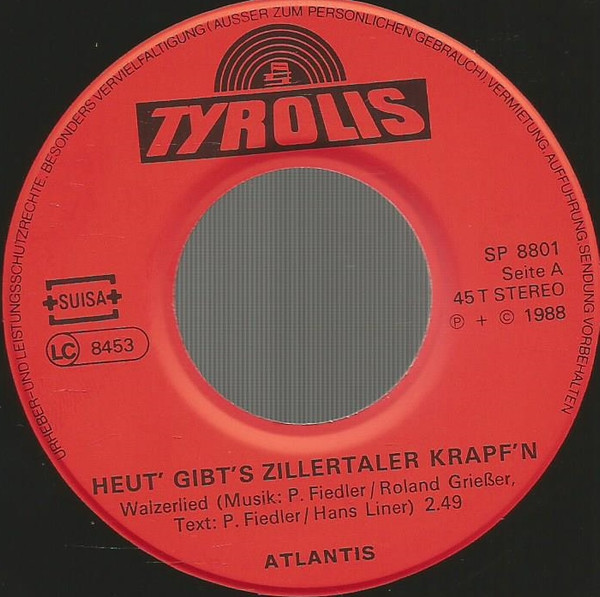 URHEBER- UND LEISTUNGSSCHUTZRECHTE. BESONDERS VERVIELFÄLTIGUNG (AUSSER ZUM PERSÖNLICHEN GEBRAUCH), VERMIETUNG, AUFFÜHRUNG, SENDUNG VORBEHALTEN
TYROLIS
SP 8801
Seite A
45 T STEREO
Ⓟ + © 1988
SUISA
LC 8453
HEUT' GIBT'S ZILLERTALER KRAPF'N
Walzerlied (Musik: P. Fiedler / Roland Grießer,
Text: P. Fiedler / Hans Liner) 2.49
ATLANTIS